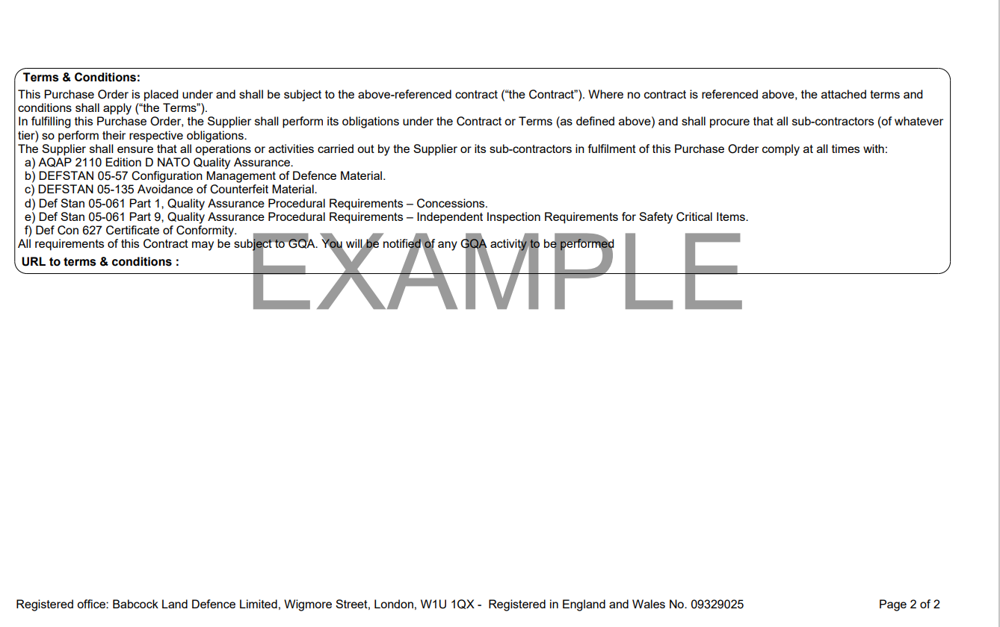 Terms & Conditions:
This Purchase Order is placed under and shall be subject to the above-referenced contract (“the Contract”). Where no contract is referenced above, the attached terms and
conditions shall apply (“the Terms”).
In fulfilling this Purchase Order, the Supplier shall perform its obligations under the Contract or Terms (as defined above) and shall procure that all sub-contractors (of whatever
tier) so perform their respective obligations.
The Supplier shall ensure that all operations or activities carried out by the Supplier or its sub-contractors in fulfilment of this Purchase Order comply at all times with:
a) AQAP 2110 Edition D NATO Quality Assurance.
b) DEFSTAN 05-57 Configuration Management of Defence Material.
c) DEFSTAN 05-135 Avoidance of Counterfeit Material.
d) Def Stan 05-061 Part 1, Quality Assurance Procedural Requirements – Concessions.
e) Def Stan 05-061 Part 9, Quality Assurance Procedural Requirements – Independent Inspection Requirements for Safety Critical Items.
f) Def Con 627 Certificate of Conformity.
All requirements of this Contract may be subject to GQA. You will be notified of any GQA activity to be performed
URL to terms & conditions :
EXAMPLE
Registered office: Babcock Land Defence Limited, Wigmore Street, London, W1U 1QX - Registered in England and Wales No. 09329025
Page 2 of 2